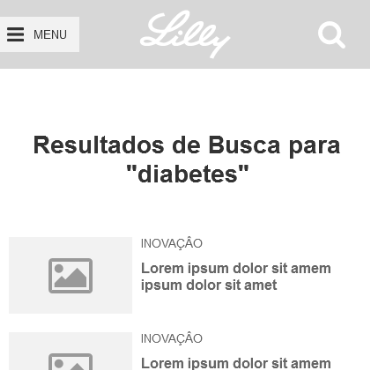 MENU
Lilly
Resultados de Busca para
"diabetes"
INOVAÇÃO
Lorem ipsum dolor sit amem
ipsum dolor sit amet
INOVAÇÃO
Lorem ipsum dolor sit amem